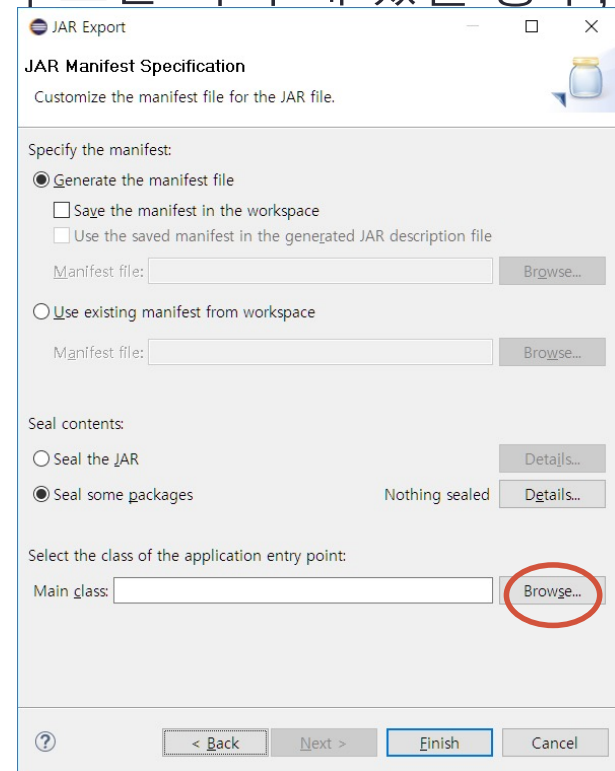 JAR Export
JAR Manifest Specification
Customize the manifest file for the JAR file.
Specify the manifest:
Generate the manifest file
Save the manifest in the workspace
Use the saved manifest in the generated JAR description file
Manifest file: Browse...
Use existing manifest from workspace
Manifest file: Browse...
Seal contents:
Seal the JAR Details...
Seal some packages Nothing sealed Details...
Select the class of the application entry point:
Main class: Browse...
? < Back Next > Finish Cancel